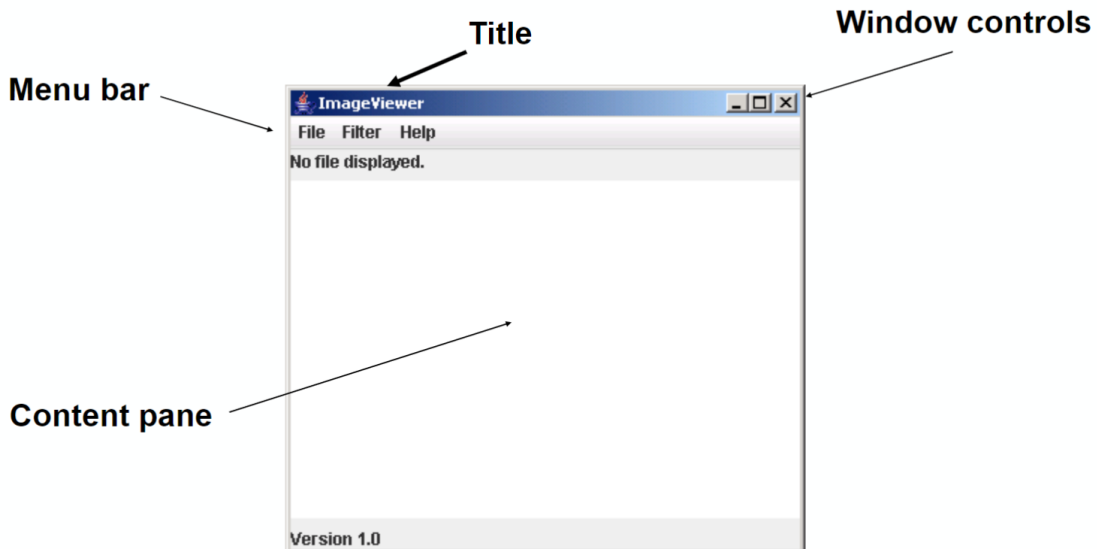 Title
Window controls
Menu bar
ImageViewer
File Filter Help
No file displayed.
Content pane
Version 1.0